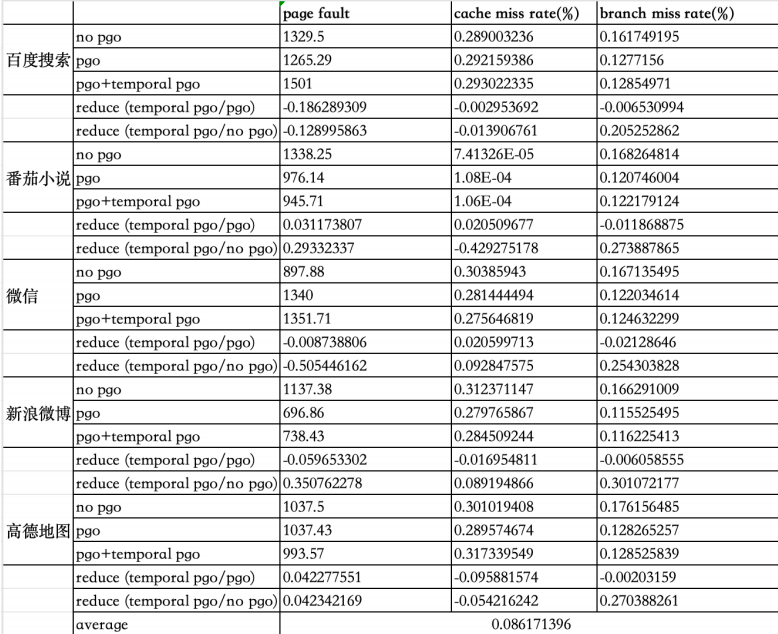 page fault cache miss rate(%) branch miss rate(%)
百度搜索
no pgo 1329.5 0.289003236 0.161749195
pgo 1265.29 0.292159386 0.1277156
pgo+temporal pgo 1501 0.293022335 0.12854971
reduce (temporal pgo/pgo) -0.186289309 -0.002953692 -0.006530994
reduce (temporal pgo/no pgo) -0.128995863 -0.013906761 0.205252862
番茄小说
no pgo 1338.25 7.41326E-05 0.168264814
pgo 976.14 1.08E-04 0.120746004
pgo+temporal pgo 945.71 1.06E-04 0.122179124
reduce (temporal pgo/pgo) 0.031173807 0.020509677 -0.011868875
reduce (temporal pgo/no pgo) 0.29332337 -0.429275178 0.273887865
微信
no pgo 897.88 0.30385943 0.167135495
pgo 1340 0.281444494 0.122034614
pgo+temporal pgo 1351.71 0.275646819 0.124632299
reduce (temporal pgo/pgo) -0.008738806 0.020599713 -0.02128646
reduce (temporal pgo/no pgo) -0.505446162 0.092847575 0.254303828
新浪微博
no pgo 1137.38 0.312371147 0.166291009
pgo 696.86 0.279765867 0.115525495
pgo+temporal pgo 738.43 0.284509244 0.116225413
reduce (temporal pgo/pgo) -0.059653302 -0.016954811 -0.006058555
reduce (temporal pgo/no pgo) 0.350762278 0.089194866 0.301072177
高德地图
no pgo 1037.5 0.301019408 0.176156485
pgo 1037.43 0.289574674 0.128265257
pgo+temporal pgo 993.57 0.317339549 0.128525839
reduce (temporal pgo/pgo) 0.042277551 -0.095881574 -0.00203159
reduce (temporal pgo/no pgo) 0.042342169 -0.054216242 0.270388261
average 0.086171396